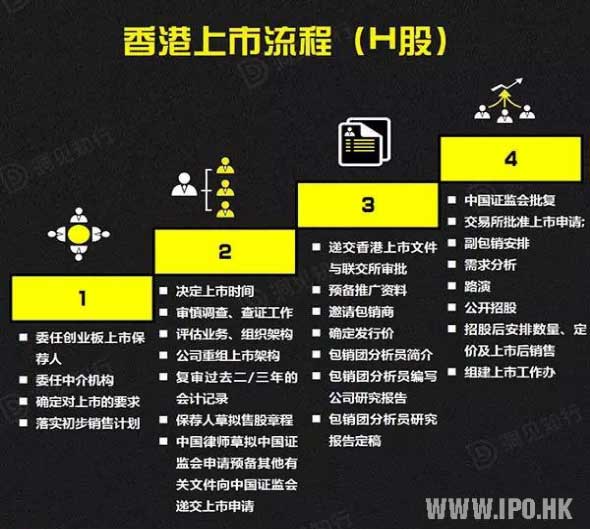 香港上市流程（H股）
1
委任创业板上市保
荐人
委任中介机构
确定对上市的要求
落实初步销售计划
2
决定上市时间
审慎调查、查证工作
评估业务、组织架构
公司重组上市架构
复审过去二/三年的
会计记录
保荐人草拟售股章程
中国律师草拟中国证
监会申请预备其他有
关文件向中国证监会
递交上市申请
3
递交香港上市文件
与联交所审批
预备推广资料
邀请包销商
确定发行价
包销团分析员简介
包销团分析员编写
公司研究报告
包销团分析员研究
报告定稿
4
中国证监会批复
交易所批准上市申请;
副包销安排
需求分析
路演
公开招股
招股后安排数量、定
价及上市后销售
组建上市工作办
洞见知行
洞见知行
WWW.IPO.HK